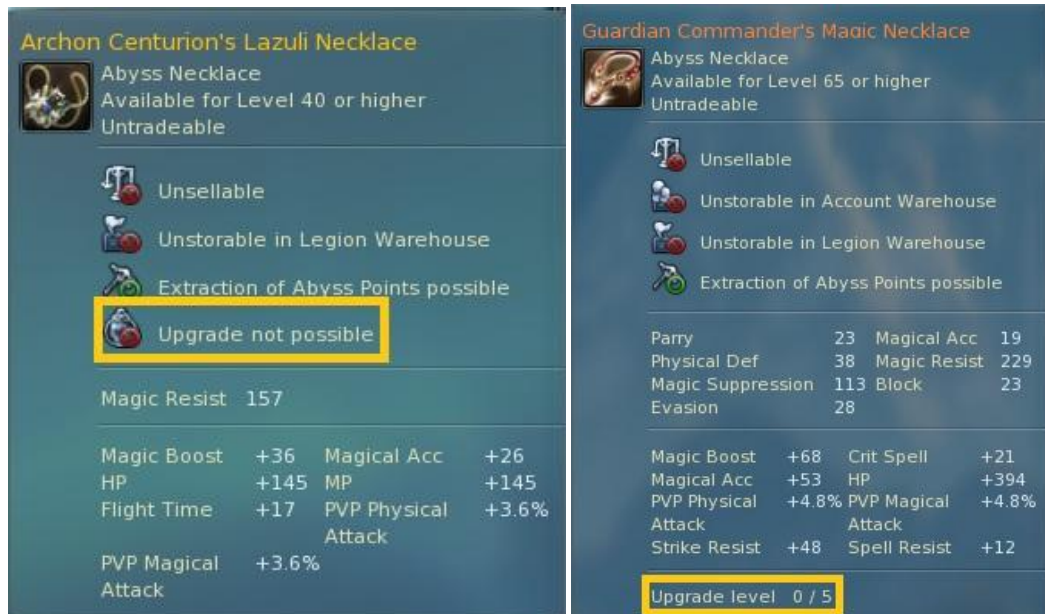 Archon Centurion's Lazuli Necklace
Abyss Necklace
Available for Level 40 or higher
Untradeable
Unsellable
Unstorable in Legion Warehouse
Extraction of Abyss Points possible
Upgrade not possible
Magic Resist 157
Magic Boost +36 Magical Acc +26
HP +145 MP +145
Flight Time +17 PVP Physical +3.6%
Attack
PVP Magical +3.6%
Attack
Guardian Commander's Magic Necklace
Abyss Necklace
Available for Level 65 or higher
Untradeable
Unsellable
Unstorable in Account Warehouse
Unstorable in Legion Warehouse
Extraction of Abyss Points possible
Parry 23 Magical Acc 19
Physical Def 38 Magic Resist 229
Magic Suppression 113 Block 23
Evasion 28
Magic Boost +68 Crit Spell +21
Magical Acc +53 HP +394
PVP Physical +4.8% PVP Magical +4.8%
Attack Attack
Strike Resist +48 Spell Resist +12
Upgrade level 0 / 5